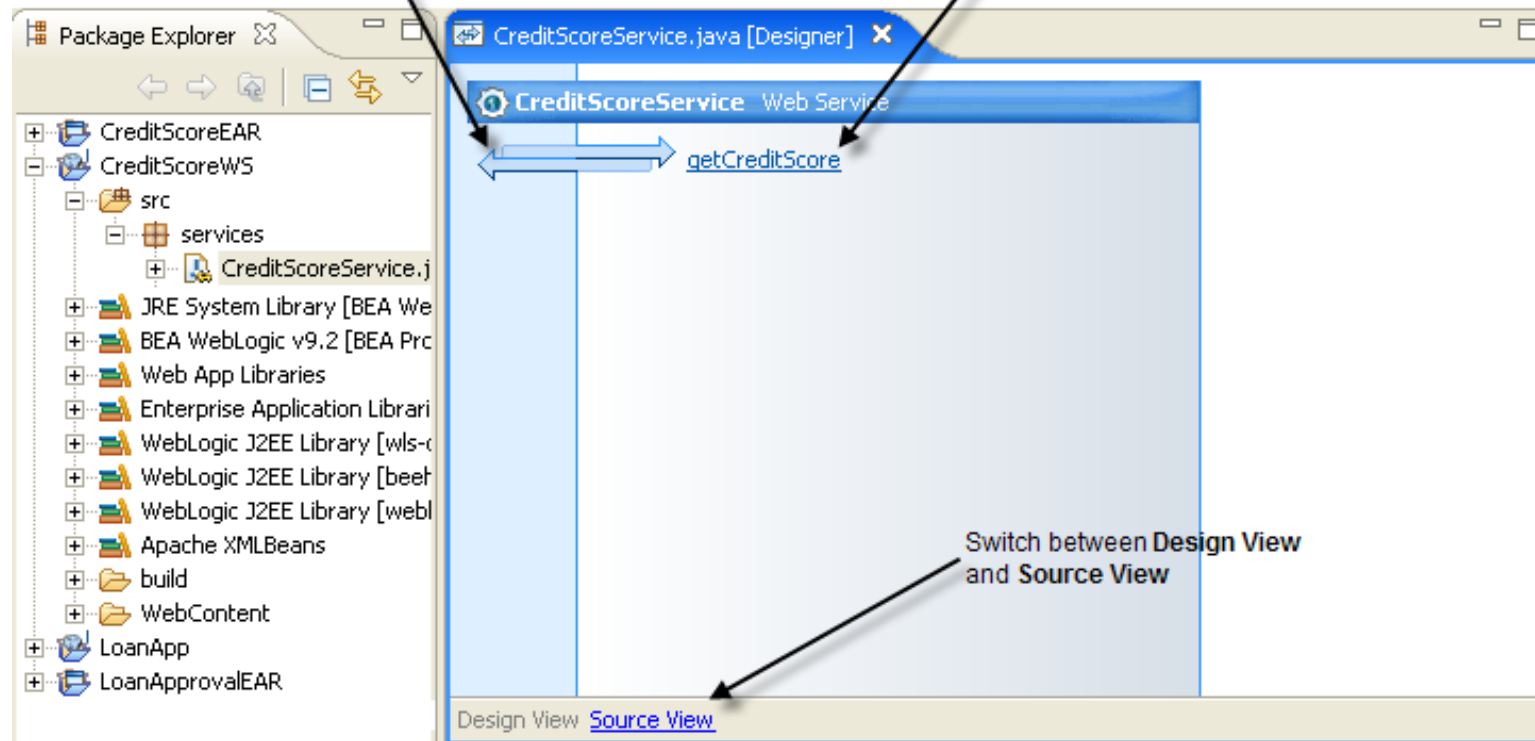 Package Explorer
CreditScoreEAR
CreditScoreWS
src
services
CreditScoreService.j
JRE System Library [BEA We
BEA WebLogic v9.2 [BEA Pro
Web App Libraries
Enterprise Application Librari
WebLogic J2EE Library [wls-c
WebLogic J2EE Library [beeh
WebLogic J2EE Library [webl
Apache XMLBeans
build
WebContent
LoanApp
LoanApprovalEAR
CreditScoreService.java [Designer]
CreditScoreService Web Service
getCreditScore
Switch between Design View
and Source View
Design View Source View